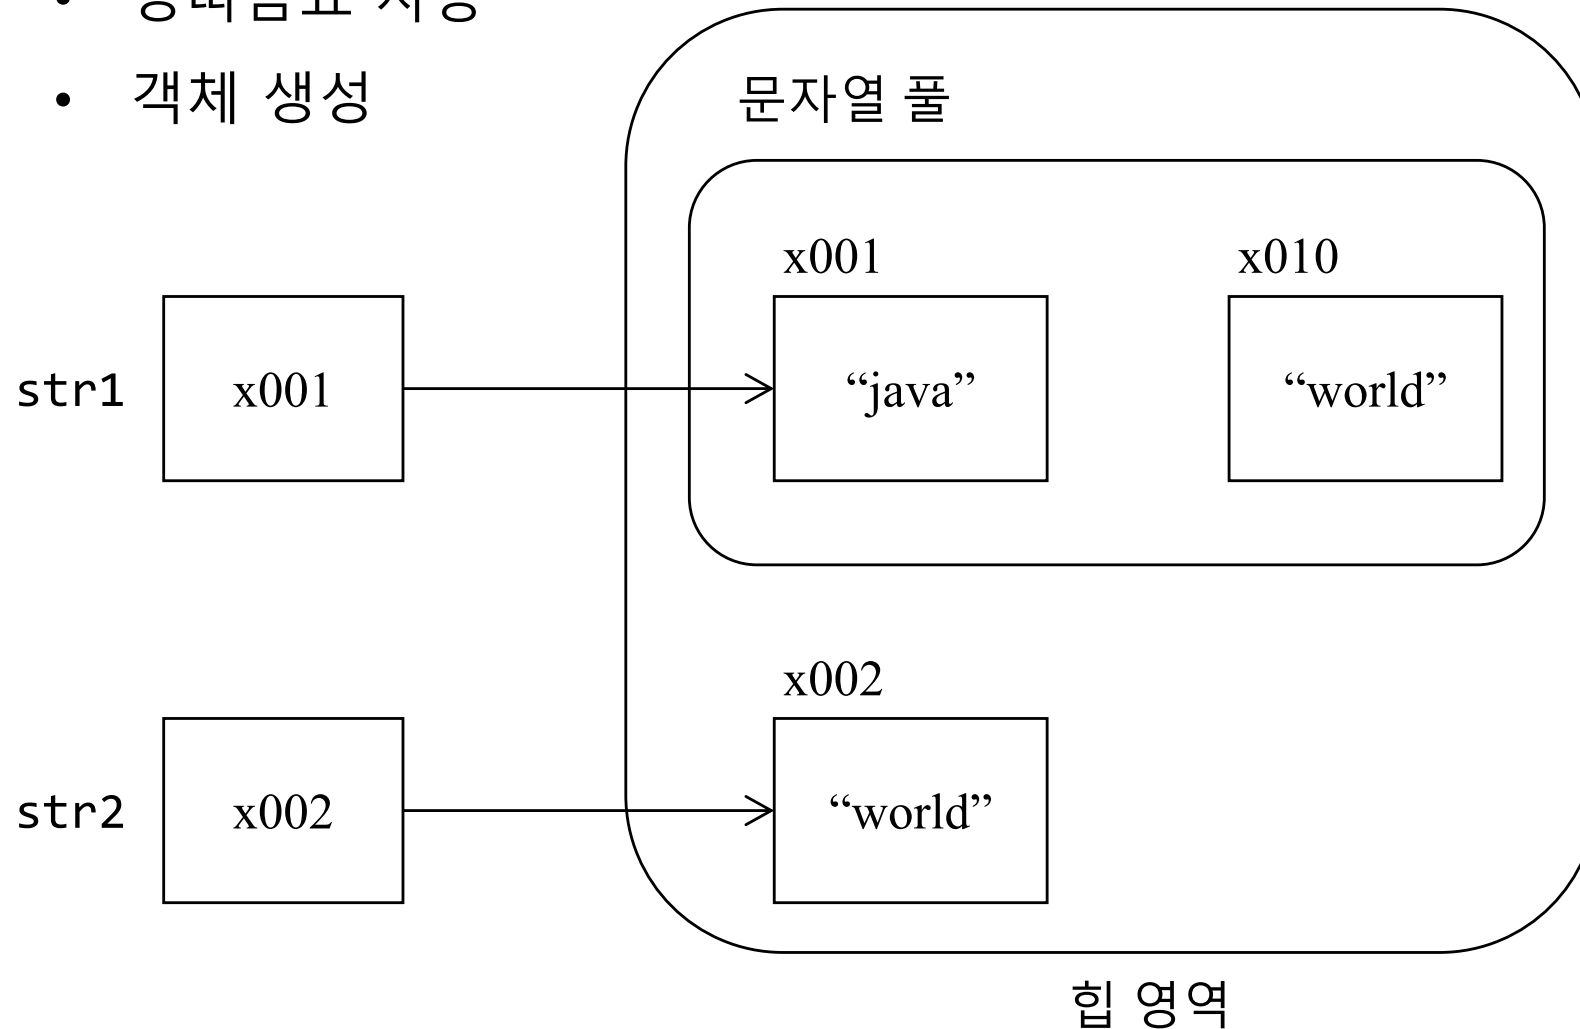 • 객체 생성
문자열 풀
x001 x010
str1 x001 “java” “world”
x002
str2 x002 “world”
힙 영역